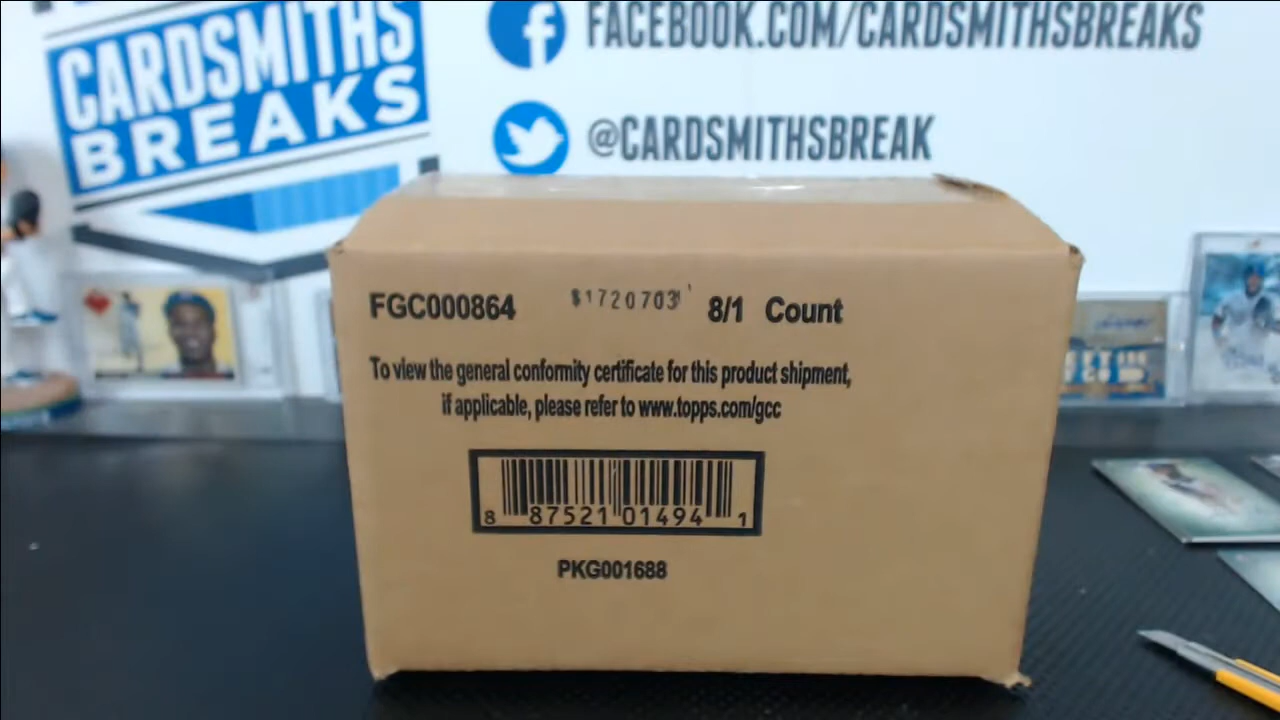 CARDSMITHS
BREAKS
FACEBOOK.COM/CARDSMITHSBREAKS
@CARDSMITHSBREAK
FGC000864 $1720703 8/1 Count
To view the general conformity certificate for this product shipment,
if applicable, please refer to www.topps.com/gcc
8 87521 01494 1
PKG001688